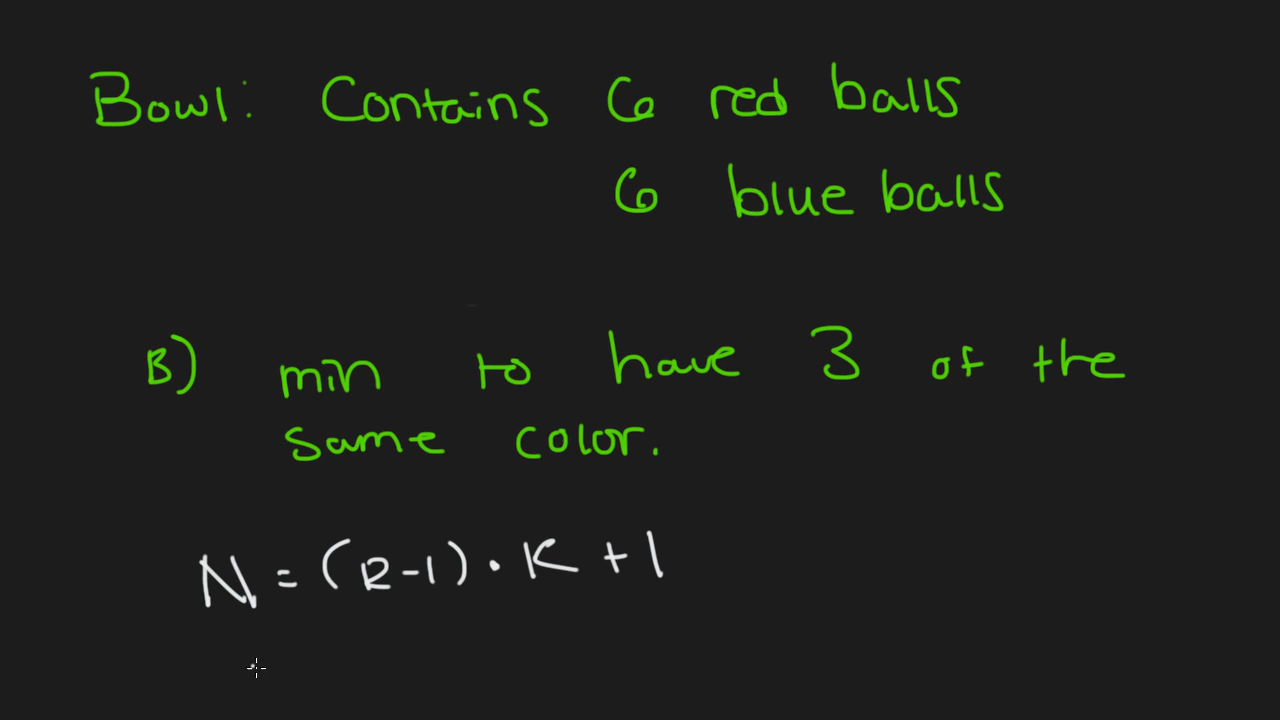 Bowl: Contains 6 red balls
6 blue balls
B) min to have 3 of the
same color.
N = (R-1) · K + 1